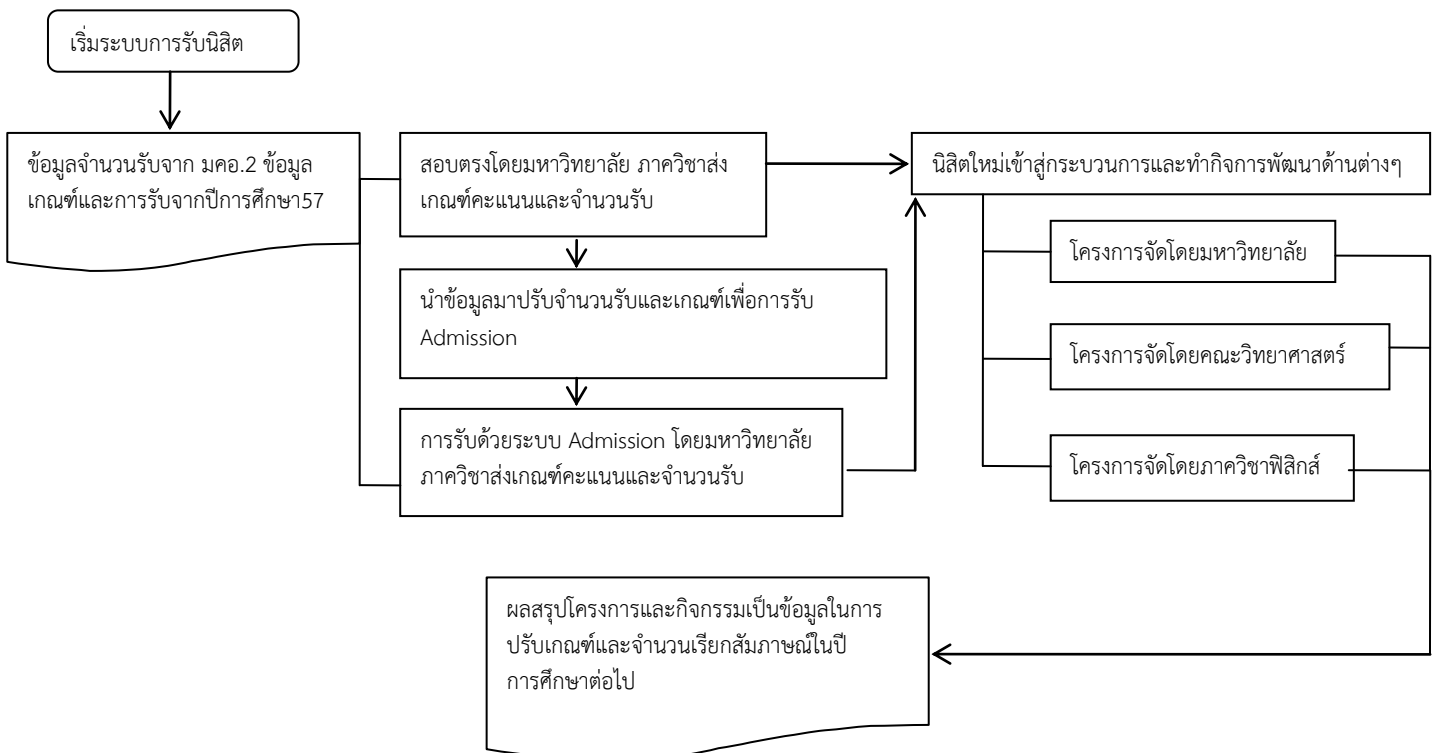 เริ่มระบบการรับนิสิต
ข้อมูลจำนวนรับจาก มคอ.2 ข้อมูล
เกณฑ์และการรับจากปีการศึกษา57
สอบตรงโดยมหาวิทยาลัย ภาควิชาส่ง
เกณฑ์คะแนนและจำนวนรับ
นำข้อมูลมาปรับจำนวนรับและเกณฑ์เพื่อการรับ
Admission
การรับด้วยระบบ Admission โดยมหาวิทยาลัย
ภาควิชาส่งเกณฑ์คะแนนและจำนวนรับ
นิสิตใหม่เข้าสู่กระบวนการและทำกิจการพัฒนาด้านต่างๆ
โครงการจัดโดยมหาวิทยาลัย
โครงการจัดโดยคณะวิทยาศาสตร์
โครงการจัดโดยภาควิชาฟิสิกส์
ผลสรุปโครงการและกิจกรรมเป็นข้อมูลในการ
ปรับเกณฑ์และจำนวนเรียกสัมภาษณ์ในปี
การศึกษาต่อไป